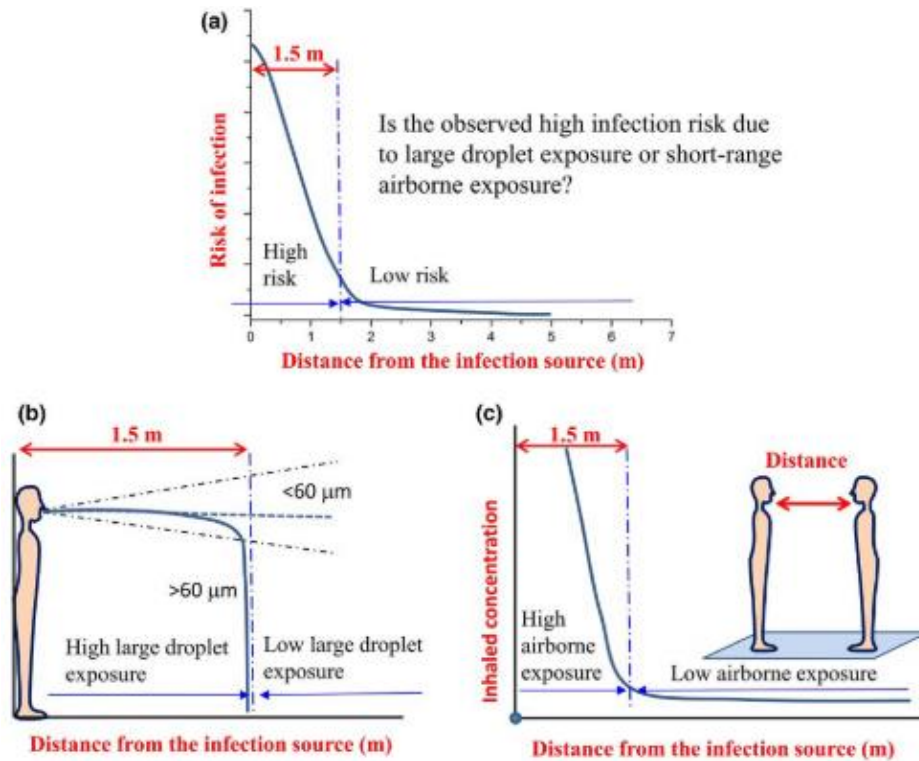 (a)
1.5 m
Is the observed high infection risk due
to large droplet exposure or short-range
airborne exposure?
Risk of infection
High
risk
Low risk
0 1 2 3 4 5 6 7
Distance from the infection source (m)
(b)
1.5 m
<60 μm
>60 μm
High large droplet
exposure
Low large droplet
exposure
Distance from the infection source (m)
(c)
1.5 m
Distance
Inhaled concentration
High
airborne
exposure
Low airborne exposure
Distance from the infection source (m)